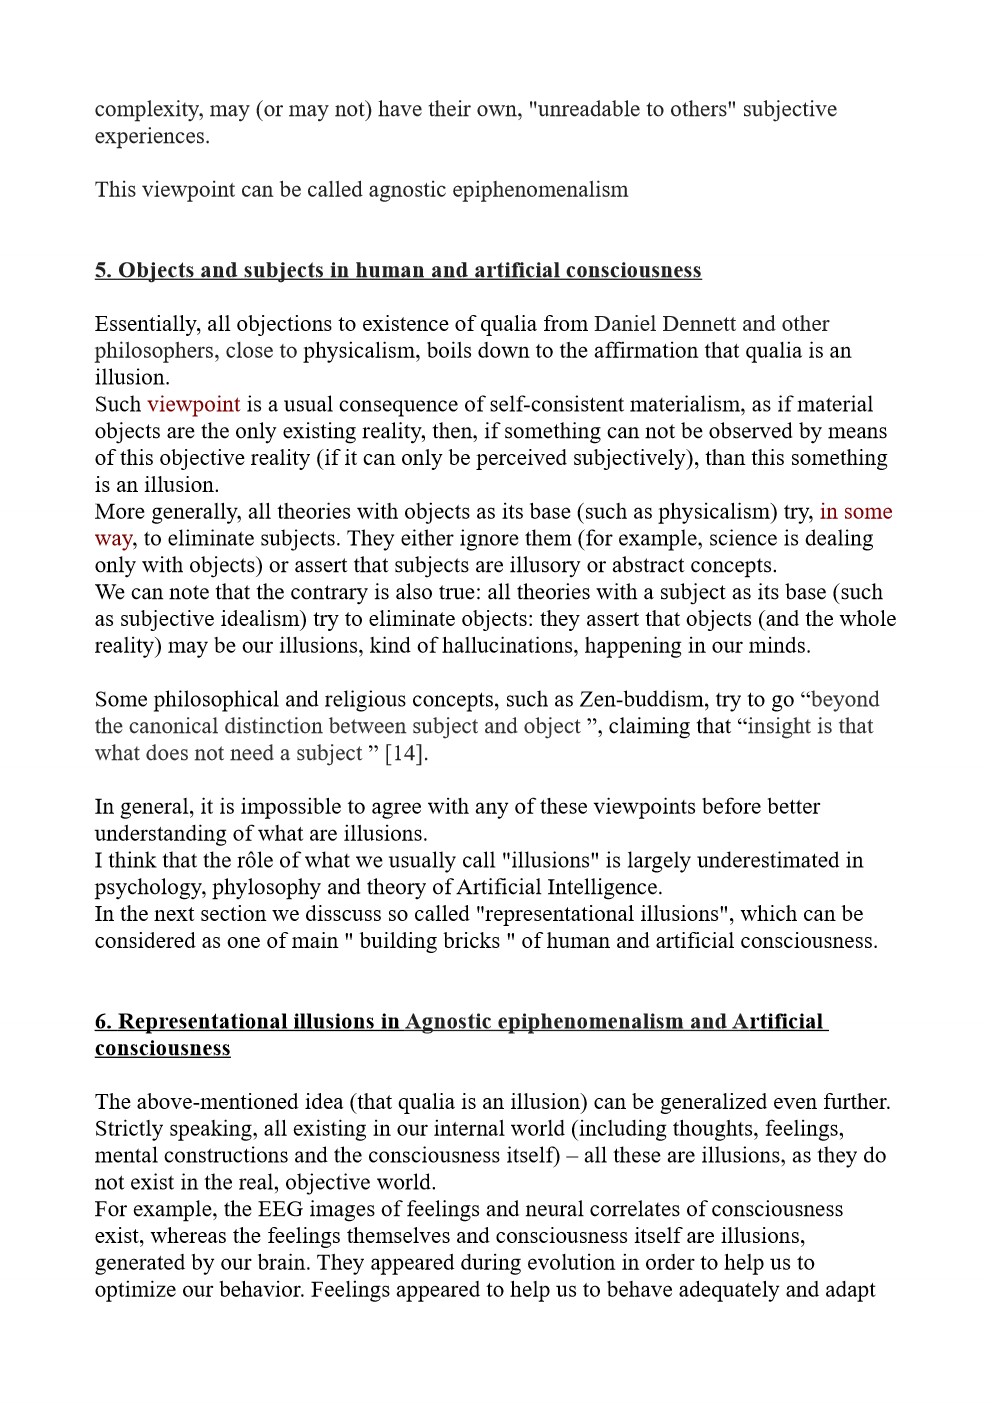 complexity, may (or may not) have their own, "unreadable to others" subjective
experiences.
This viewpoint can be called agnostic epiphenomenalism
5. Objects and subjects in human and artificial consciousness
Essentially, all objections to existence of qualia from Daniel Dennett and other
philosophers, close to physicalism, boils down to the affirmation that qualia is an
illusion.
Such viewpoint is a usual consequence of self-consistent materialism, as if material
objects are the only existing reality, then, if something can not be observed by means
of this objective reality (if it can only be perceived subjectively), than this something
is an illusion.
More generally, all theories with objects as its base (such as physicalism) try, in some
way, to eliminate subjects. They either ignore them (for example, science is dealing
only with objects) or assert that subjects are illusory or abstract concepts.
We can note that the contrary is also true: all theories with a subject as its base (such
as subjective idealism) try to eliminate objects: they assert that objects (and the whole
reality) may be our illusions, kind of hallucinations, happening in our minds.
Some philosophical and religious concepts, such as Zen-buddism, try to go “beyond
the canonical distinction between subject and object ”, claiming that “insight is that
what does not need a subject ” [14].
In general, it is impossible to agree with any of these viewpoints before better
understanding of what are illusions.
I think that the rôle of what we usually call "illusions" is largely underestimated in
psychology, phylosophy and theory of Artificial Intelligence.
In the next section we disscuss so called "representational illusions", which can be
considered as one of main " building bricks " of human and artificial consciousness.
6. Representational illusions in Agnostic epiphenomenalism and Artificial
consciousness
The above-mentioned idea (that qualia is an illusion) can be generalized even further.
Strictly speaking, all existing in our internal world (including thoughts, feelings,
mental constructions and the consciousness itself) – all these are illusions, as they do
not exist in the real, objective world.
For example, the EEG images of feelings and neural correlates of consciousness
exist, whereas the feelings themselves and consciousness itself are illusions,
generated by our brain. They appeared during evolution in order to help us to
optimize our behavior. Feelings appeared to help us to behave adequately and adapt